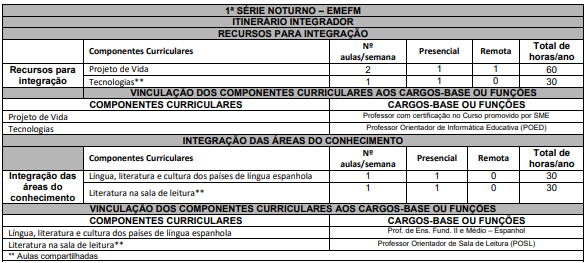 1ª SÉRIE NOTURNO – EMEFM
ITINERÁRIO INTEGRADOR
RECURSOS PARA INTEGRAÇÃO
Recursos para integração
Componentes Curriculares Nº aulas/semana Presencial Remota Total de horas/ano
Projeto de Vida 2 1 1 60
Tecnologias** 1 1 0 30
VINCULAÇÃO DOS COMPONENTES CURRICULARES AOS CARGOS-BASE OU FUNÇÕES
COMPONENTES CURRICULARES CARGOS-BASE OU FUNÇÕES
Projeto de Vida Professor com certificação no Curso promovido por SME
Tecnologias Professor Orientador de Informática Educativa (POED)
INTEGRAÇÃO DAS ÁREAS DO CONHECIMENTO
Integração das áreas do conhecimento
Componentes Curriculares Nº aulas/semana Presencial Remota Total de horas/ano
Língua, literatura e cultura dos países de língua espanhola 1 1 0 30
Literatura na sala de leitura** 1 1 0 30
VINCULAÇÃO DOS COMPONENTES CURRICULARES AOS CARGOS-BASE OU FUNÇÕES
COMPONENTES CURRICULARES CARGOS-BASE OU FUNÇÕES
Língua, literatura e cultura dos países de língua espanhola Prof. de Ens. Fund. II e Médio – Espanhol
Literatura na sala de leitura** Professor Orientador de Sala de Leitura (POSL)
** Aulas compartilhadas